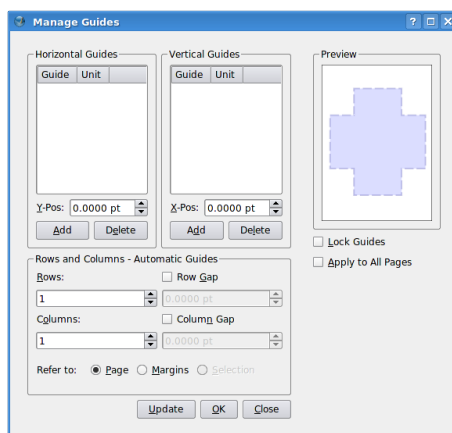 Manage Guides
Horizontal Guides
Guide Unit
Y-Pos: 0.0000 pt
Add Delete
Vertical Guides
Guide Unit
X-Pos: 0.0000 pt
Add Delete
Preview
Lock Guides
Apply to All Pages
Rows and Columns - Automatic Guides
Rows: Row Gap
1 0.0000 pt
Columns: Column Gap
1 0.0000 pt
Refer to: Page Margins Selection
Update OK Close